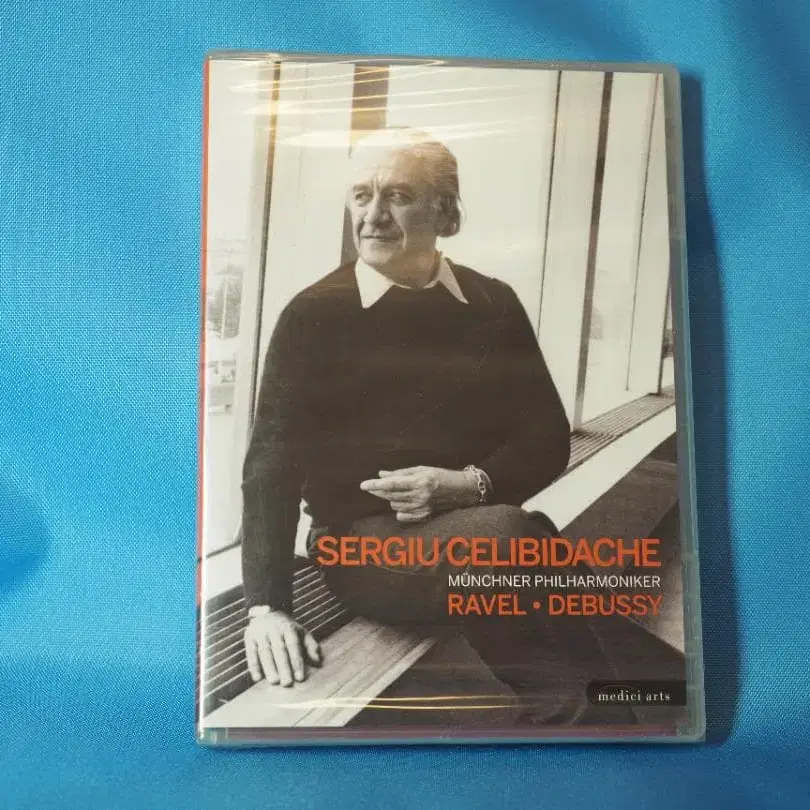 SERGIU CELIBIDACHE
MÜNCHNER PHILHARMONIKER
RAVEL • DEBUSSY
medici arts